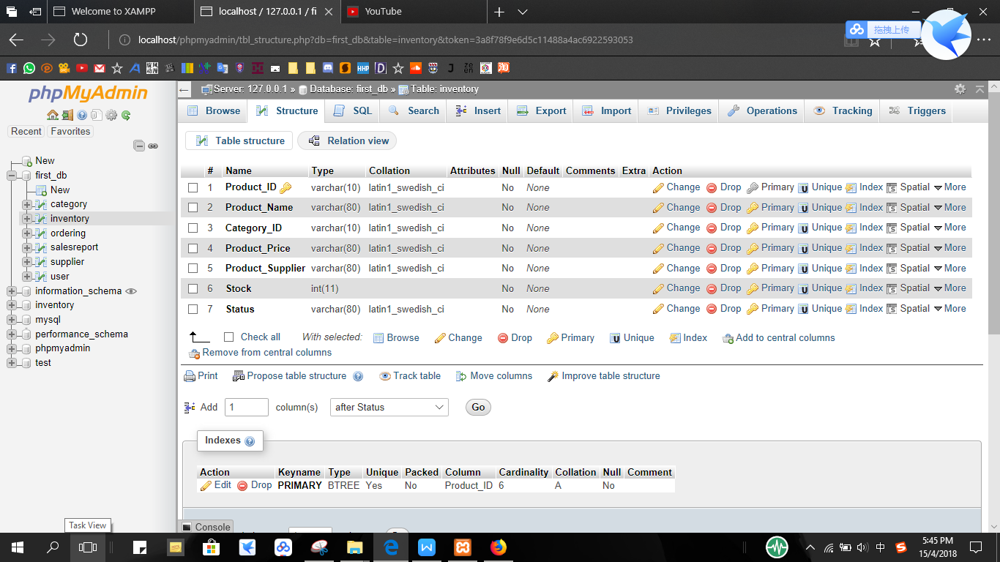 Welcome to XAMPP
localhost / 127.0.0.1 / fi
YouTube
localhost/phpmyadmin/tbl_structure.php?db=first_db&table=inventory&token=3a8f78f9e6d5c11488a4ac6922593053
拖拽上传
phpMyAdmin
Recent Favorites
New
first_db
New
category
inventory
ordering
salesreport
supplier
user
information_schema
inventory
mysql
performance_schema
phpmyadmin
test
Server: 127.0.0.1 » Database: first_db » Table: inventory
Browse Structure SQL Search Insert Export Import Privileges Operations Tracking Triggers
Table structure Relation view
# Name Type Collation Attributes Null Default Comments Extra Action
1 Product_ID varchar(10) latin1_swedish_ci No None Change Drop Primary Unique Index Spatial More
2 Product_Name varchar(80) latin1_swedish_ci No None Change Drop Primary Unique Index Spatial More
3 Category_ID varchar(10) latin1_swedish_ci No None Change Drop Primary Unique Index Spatial More
4 Product_Price varchar(80) latin1_swedish_ci No None Change Drop Primary Unique Index Spatial More
5 Product_Supplier varchar(80) latin1_swedish_ci No None Change Drop Primary Unique Index Spatial More
6 Stock int(11) No None Change Drop Primary Unique Index Spatial More
7 Status varchar(80) latin1_swedish_ci No None Change Drop Primary Unique Index Spatial More
Check all With selected: Browse Change Drop Primary Unique Index Add to central columns
Remove from central columns
Print Propose table structure Track table Move columns Improve table structure
Add 1 column(s) after Status Go
Indexes
Action Keyname Type Unique Packed Column Cardinality Collation Null Comment
Edit Drop PRIMARY BTREE Yes No Product_ID 6 A No
Console
Task View
中
5:45 PM
15/4/2018